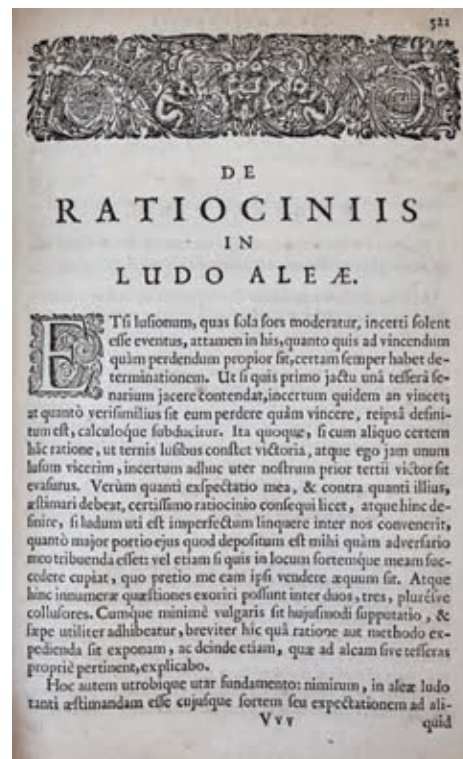 521
DE
RATIOCINIIS
IN
LUDO ALEÆ.
ETsi lusionum, quas sola sors moderatur, incerti solent
esse eventus, attamen in his, quanto quis ad vincendum
quàm perdendum propior sit, certam semper habet de-
terminationem. Ut si quis primo jactu unâ tesserâ se-
narium jacere contendat, incertum quidem an vincet;
at quantò verisimilius sit eum perdere quàm vincere, reipsâ defini-
tum est, calculoque subducitur. Ita quoque, si cum aliquo certem
hâc ratione, ut ternis lusibus constet victoria, atque ego jam unum
lusum vicerim, incertum adhuc uter nostrum prior tertii victor sit
evasurus. Verùm quanti exspectatio mea, & contra quanti illius,
æstimari debeat, certissimo ratiocinio consequi licet, atque hinc de-
finire, si ludum uti est imperfectum linquere inter nos convenerit,
quantò major portio ejus quod depositum est mihi quàm adversario
meo tribuenda esset: vel etiam si quis in locum sortemque meam suc-
cedere cupiat, quo pretio me eam ipsi vendere æquum sit. Atque
hinc innumeræ quæstiones exoriri possunt inter duos, tres, pluresve
collusores. Cumque minimè vulgaris sit hujusmodi supputatio, &
sæpe utiliter adhibeatur, breviter hîc quâ ratione aut methodo ex-
pedienda sit exponam, ac deinde etiam, quæ ad aleam sive tesseras
propriè pertinent, explicabo.
Hoc autem utrobique utar fundamento: nimirum, in aleæ ludo
tanti æstimandam esse cujusque sortem seu expectationem ad ali-
Vvv quid